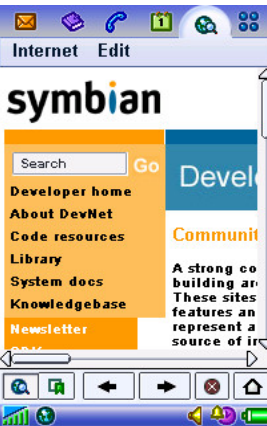 Internet Edit
symbian
Search Go
Develo
Developer home
About DevNet
Code resources
Library
System docs
Knowledgebase
Newsletter
Communit
A strong co
building are
These sites
features an
represent a
source of in